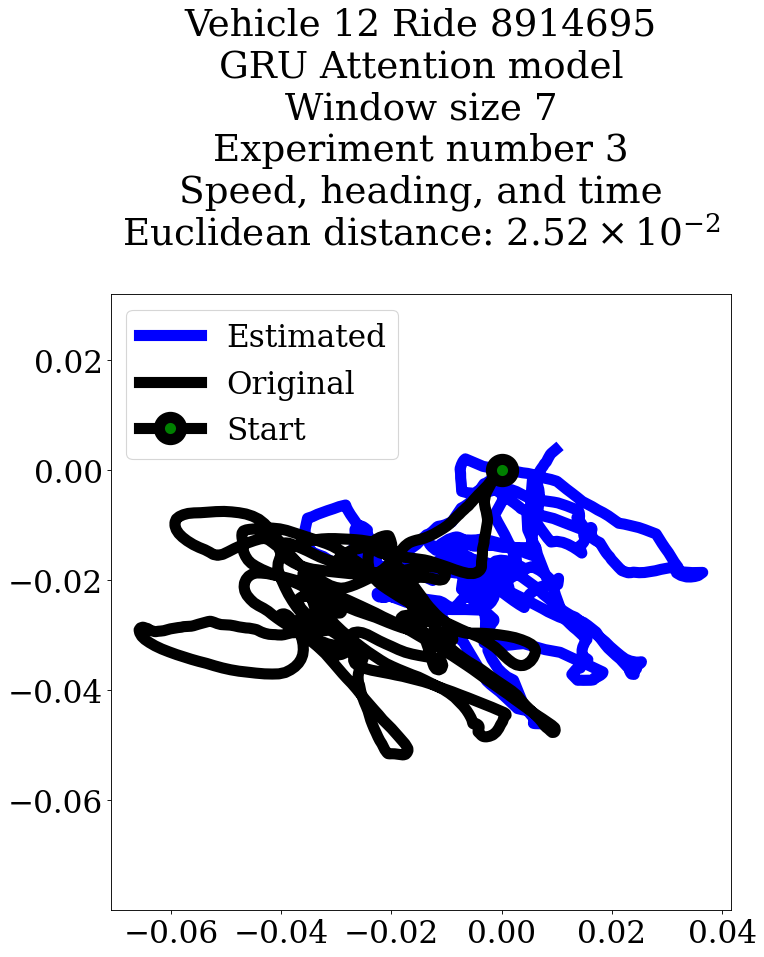 Vehicle 12 Ride 8914695
GRU Attention model
Window size 7
Experiment number 3
Speed, heading, and time
Euclidean distance: 2.52 × 10⁻²
Estimated
Original
Start
0.02
0.00
−0.02
−0.04
−0.06
−0.06 −0.04 −0.02 0.00 0.02 0.04